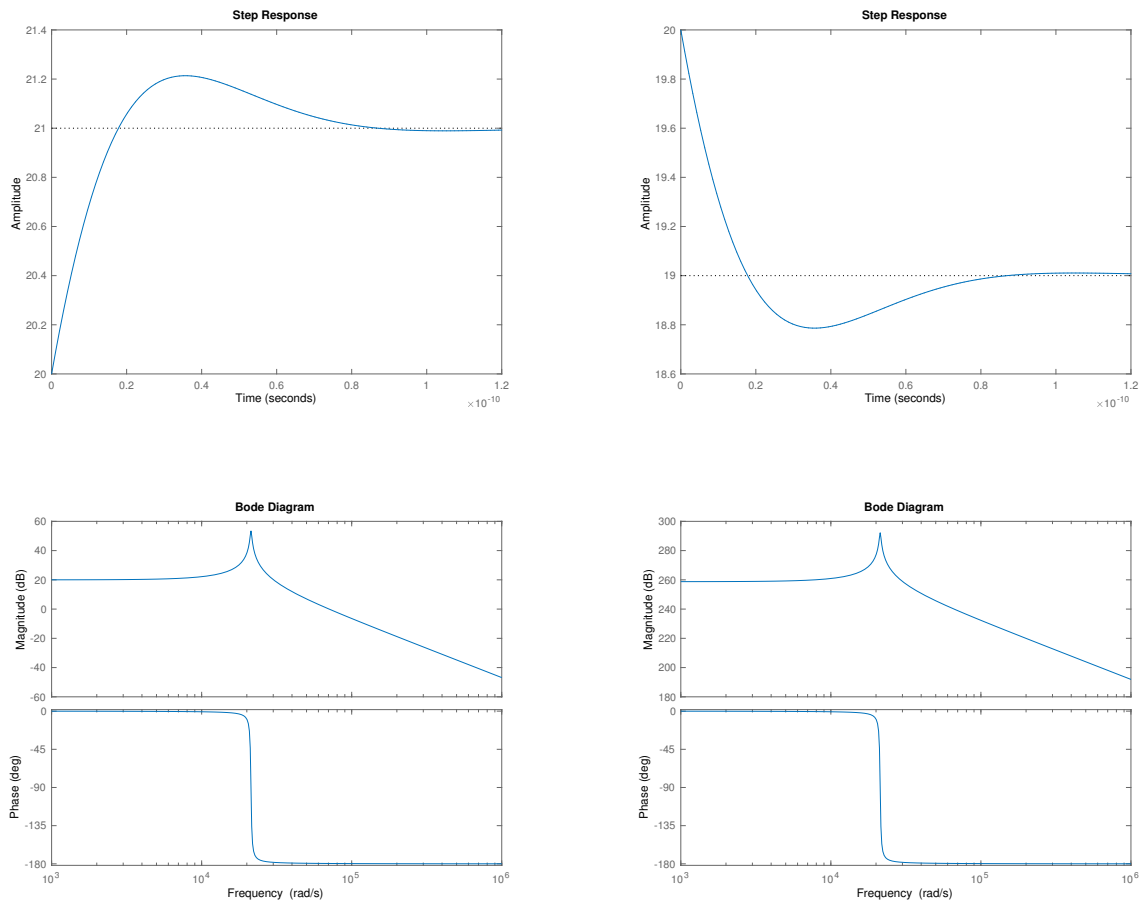 Step Response
21.4
21.2
21
20.8
20.6
20.4
20.2
20
Amplitude
0 0.2 0.4 0.6 0.8 1 1.2
Time (seconds)
×10⁻¹⁰
Step Response
20
19.8
19.6
19.4
19.2
19
18.8
18.6
Amplitude
0 0.2 0.4 0.6 0.8 1 1.2
Time (seconds)
×10⁻¹⁰
Bode Diagram
60
40
20
0
-20
-40
-60
Magnitude (dB)
0
-45
-90
-135
-180
Phase (deg)
10³ 10⁴ 10⁵ 10⁶
Frequency (rad/s)
Bode Diagram
300
280
260
240
220
200
180
Magnitude (dB)
0
-45
-90
-135
-180
Phase (deg)
10³ 10⁴ 10⁵ 10⁶
Frequency (rad/s)